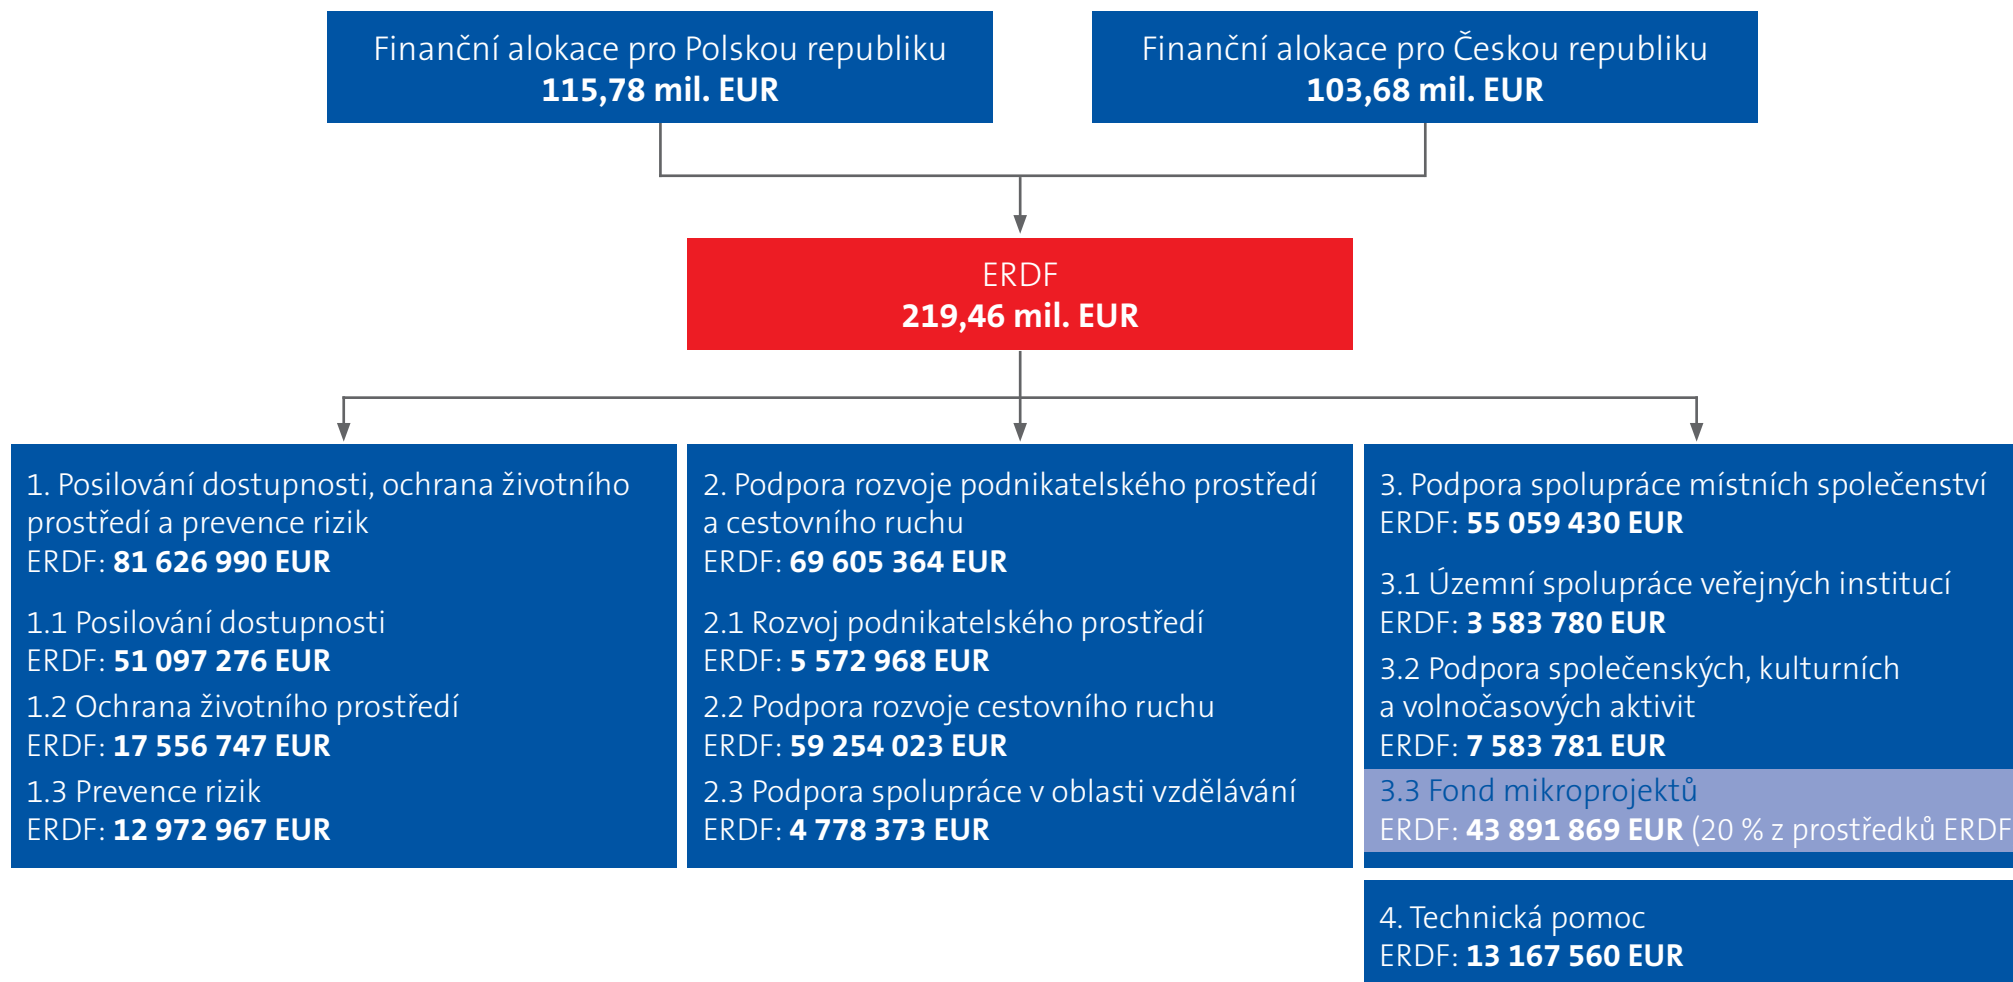 Finanční alokace pro Polskou republiku
115,78 mil. EUR
Finanční alokace pro Českou republiku
103,68 mil. EUR
ERDF
219,46 mil. EUR
1. Posilování dostupnosti, ochrana životního
prostředí a prevence rizik
ERDF: 81 626 990 EUR
1.1 Posilování dostupnosti
ERDF: 51 097 276 EUR
1.2 Ochrana životního prostředí
ERDF: 17 556 747 EUR
1.3 Prevence rizik
ERDF: 12 972 967 EUR
2. Podpora rozvoje podnikatelského prostředí
a cestovního ruchu
ERDF: 69 605 364 EUR
2.1 Rozvoj podnikatelského prostředí
ERDF: 5 572 968 EUR
2.2 Podpora rozvoje cestovního ruchu
ERDF: 59 254 023 EUR
2.3 Podpora spolupráce v oblasti vzdělávání
ERDF: 4 778 373 EUR
3. Podpora spolupráce místních společenství
ERDF: 55 059 430 EUR
3.1 Územní spolupráce veřejných institucí
ERDF: 3 583 780 EUR
3.2 Podpora společenských, kulturních
a volnočasových aktivit
ERDF: 7 583 781 EUR
3.3 Fond mikroprojektů
ERDF: 43 891 869 EUR (20 % z prostředků ERDF
4. Technická pomoc
ERDF: 13 167 560 EUR